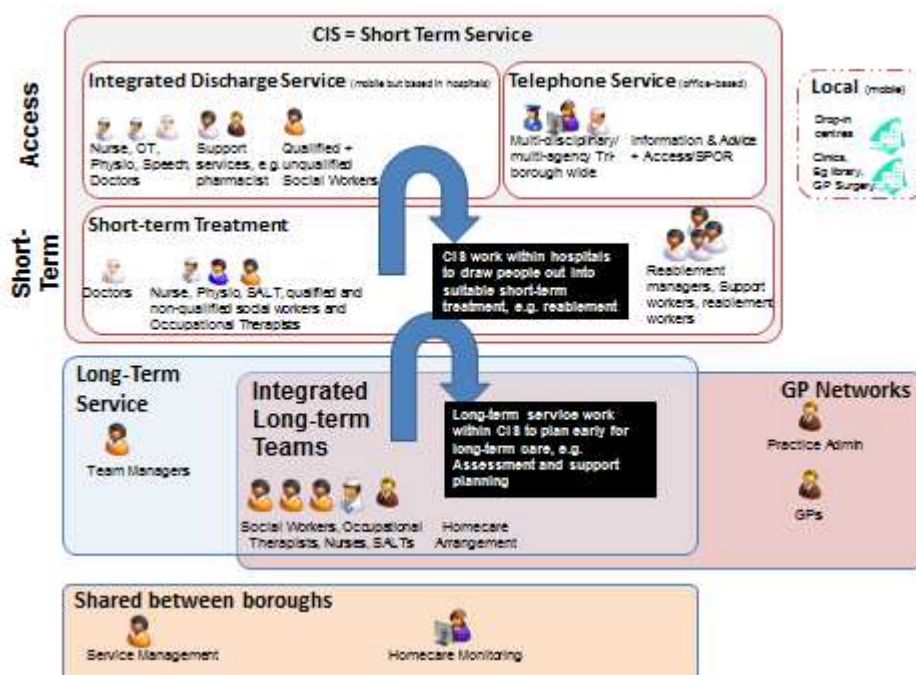 CIS = Short Term Service
Access
Integrated Discharge Service (mobile but based in hospitals)
Nurse, OT,
Physio, Speech,
Doctors
Support
services, e.g.
pharmacist
Qualified +
unqualified
Social Workers
Telephone Service (office-based)
Multi-disciplinary/
multi-agency Tri-
borough wide
Information & Advice
+ Access/SPOR
Local (mobile)
Drop-in
centres
Clinics,
Eg library,
GP Surgery
Short-
Term
Short-term Treatment
Doctors
Nurse, Physio, SALT, qualified and
non-qualified social workers and
Occupational Therapists
CIS work within hospitals
to draw people out into
suitable short-term
treatment, e.g. reablement
Reablement
managers, Support
workers, reablement
workers
Long-Term
Service
Team Managers
Integrated
Long-term
Teams
Social Workers, Occupational
Therapists, Nurses, SALTs
Homecare
Arrangement
Long-term service work
within CIS to plan early for
long-term care, e.g.
Assessment and support
planning
GP Networks
Practice Admin
GPs
Shared between boroughs
Service Management
Homecare Monitoring